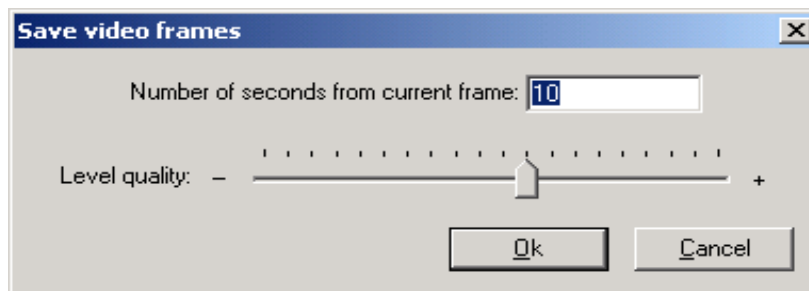 Save video frames
Number of seconds from current frame: 10
Level quality: – +
Ok Cancel